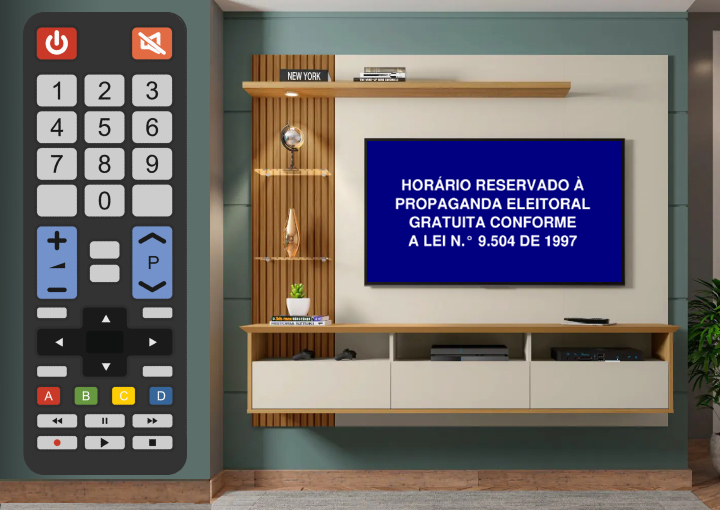 1 2 3
4 5 6
7 8 9
0
P
A B C D
NEW YORK
HORÁRIO RESERVADO À
PROPAGANDA ELEITORAL
GRATUITA CONFORME
A LEI N.° 9.504 DE 1997